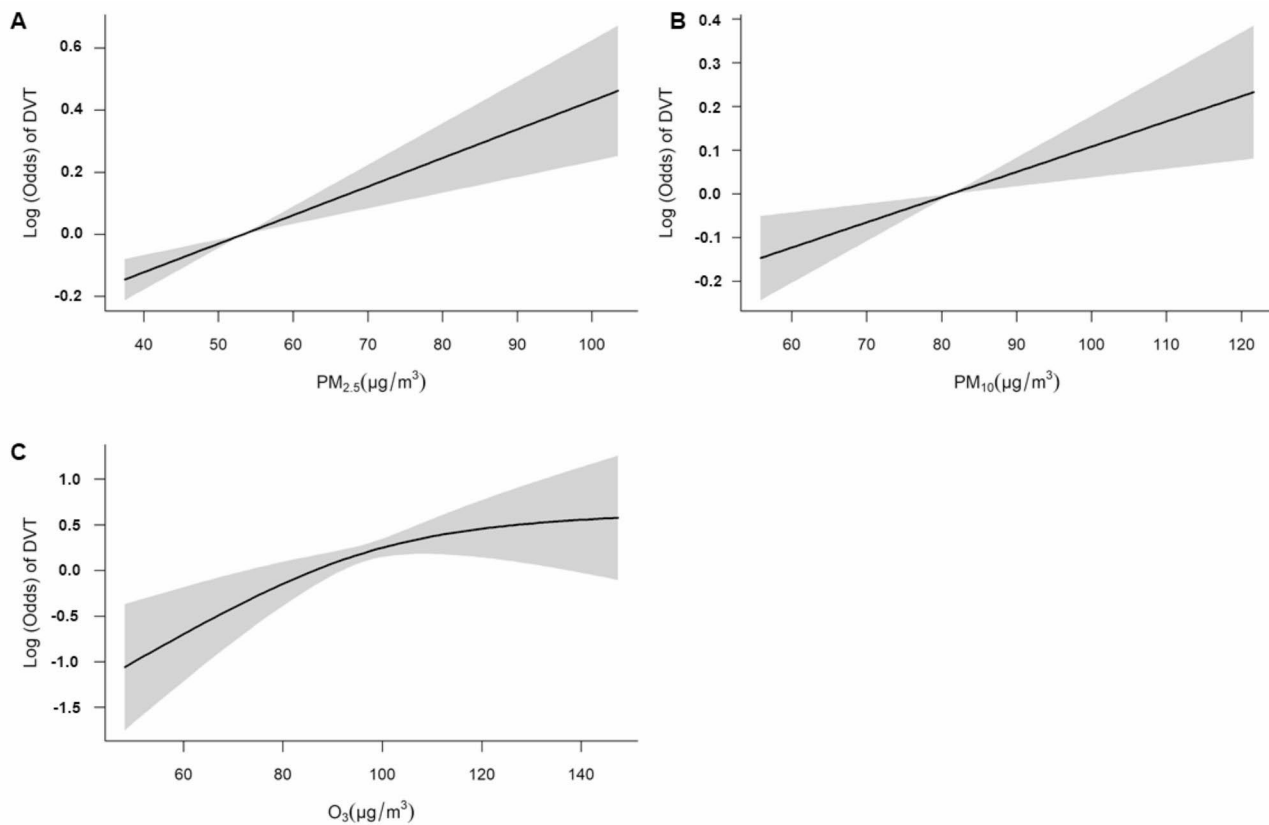 A
Log (Odds) of DVT
0.6
0.4
0.2
0.0
-0.2
40 50 60 70 80 90 100
PM₂.₅(µg/m³)
B
Log (Odds) of DVT
0.4
0.3
0.2
0.1
0.0
-0.1
-0.2
60 70 80 90 100 110 120
PM₁₀(µg/m³)
C
Log (Odds) of DVT
1.0
0.5
0.0
-0.5
-1.0
-1.5
60 80 100 120 140
O₃(µg/m³)